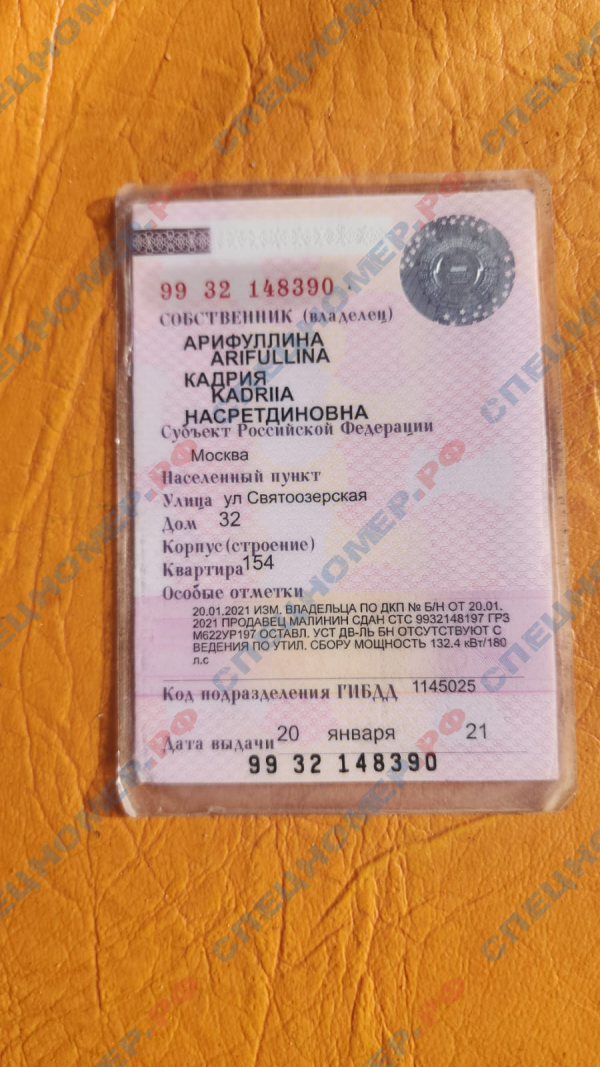 99 32 148390
СОБСТВЕННИК (владелец)
АРИФУЛЛИНА
ARIFULLINA
КАДРИЯ
KADRIIA
НАСРЕТДИНОВНА
Субъект Российской Федерации
Москва
Населенный пункт
Улица ул Святоозерская
Дом 32
Корпус (строение)
Квартира 154
Особые отметки
20.01.2021 ИЗМ. ВЛАДЕЛЬЦА ПО ДКП № Б/Н ОТ 20.01.
2021 ПРОДАВЕЦ МАЛИНИН СДАН СТС 9932148197 ГРЗ
М622УР197 ОСТАВЛ. УСТ ДВ-ЛЬ БН ОТСУТСТВУЮТ С
ВЕДЕНИЯ ПО УТИЛ. СБОРУ МОЩНОСТЬ 132.4 кВт/180
л.с
Код подразделения ГИБДД 1145025
Дата выдачи 20 января 21
99 32 148390
СПЕЦНОМЕР.РФ